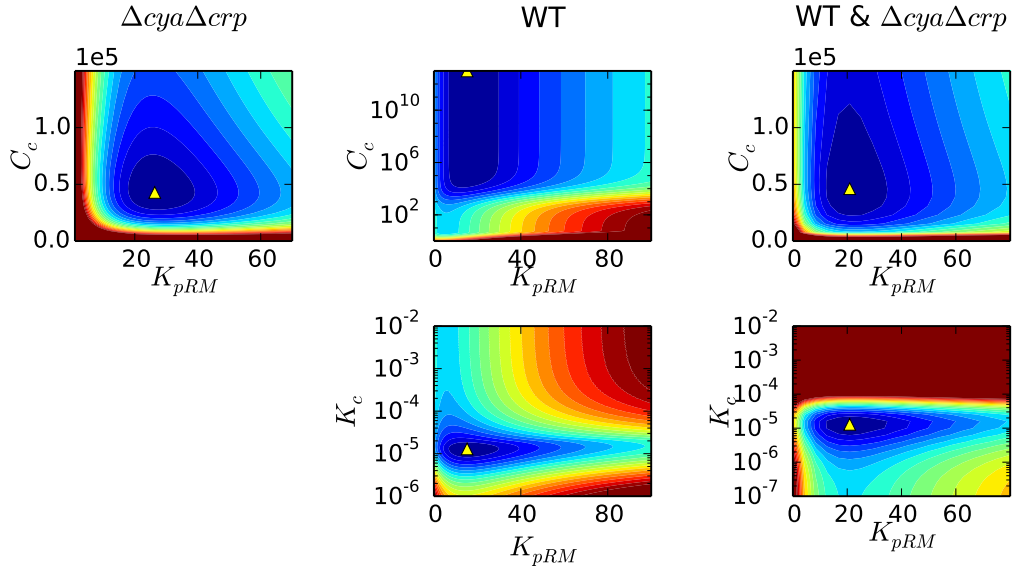 ΔcyaΔcrp
WT
WT & ΔcyaΔcrp
1e5
1.0
0.5
0.0
C_c
20 40 60
K_pRM
10^10
10^6
10^2
C_c
0 40 80
K_pRM
1e5
1.0
0.5
0.0
C_c
0 20 40 60
K_pRM
10^-2
10^-3
10^-4
10^-5
10^-6
K_c
0 40 80
K_pRM
10^-2
10^-3
10^-4
10^-5
10^-6
10^-7
K_c
0 20 40 60
K_pRM